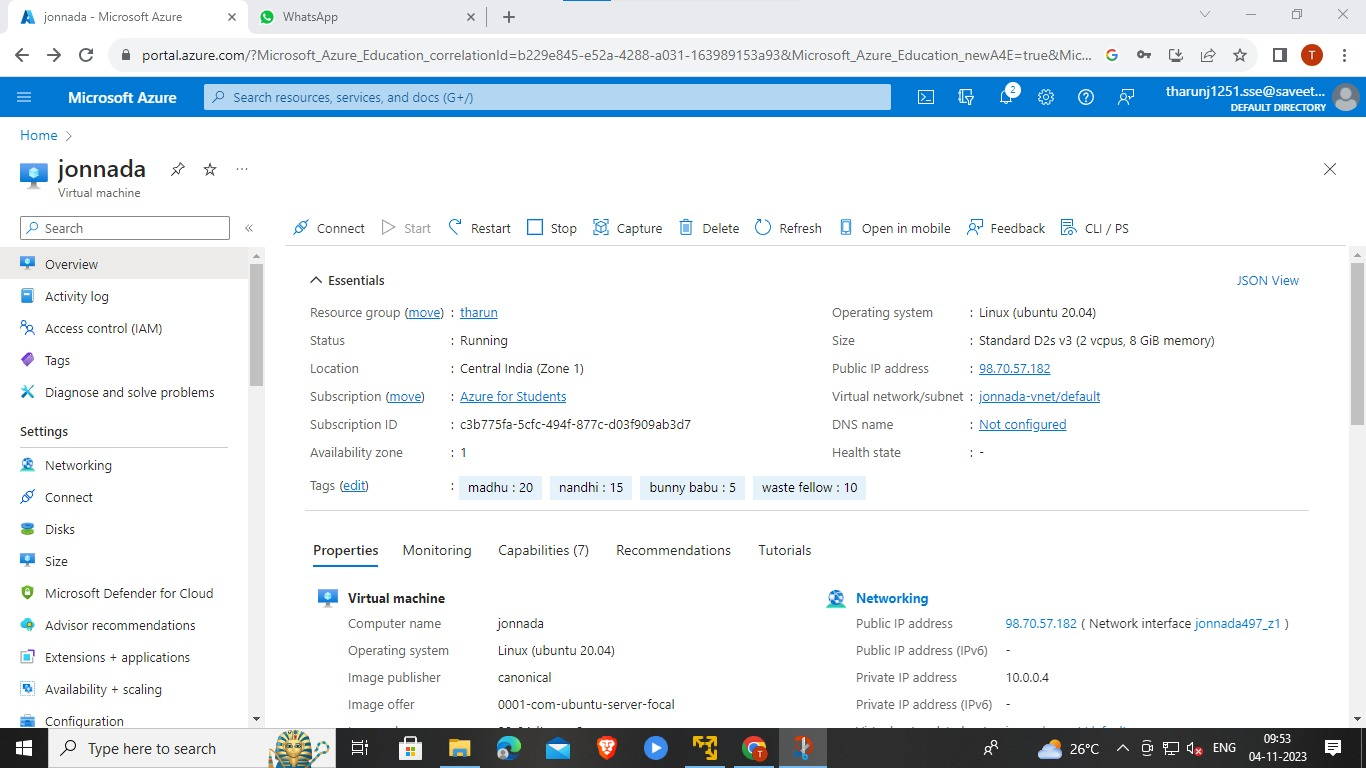 jonnada - Microsoft Azure
WhatsApp
portal.azure.com/?Microsoft_Azure_Education_correlationId=b229e845-e52a-4288-a031-163989153a93&Microsoft_Azure_Education_newA4E=true&Mic...
T
Microsoft Azure
Search resources, services, and docs (G+/)
2
tharunj1251.sse@saveet...
DEFAULT DIRECTORY
Home
jonnada
Virtual machine
Search
Connect
Start
Restart
Stop
Capture
Delete
Refresh
Open in mobile
Feedback
CLI / PS
Overview
Activity log
Access control (IAM)
Tags
Diagnose and solve problems
Settings
Networking
Connect
Disks
Size
Microsoft Defender for Cloud
Advisor recommendations
Extensions + applications
Availability + scaling
Configuration
Essentials
JSON View
Resource group (move) : tharun
Status : Running
Location : Central India (Zone 1)
Subscription (move) : Azure for Students
Subscription ID : c3b775fa-5cfc-494f-877c-d03f909ab3d7
Availability zone : 1
Operating system : Linux (ubuntu 20.04)
Size : Standard D2s v3 (2 vcpus, 8 GiB memory)
Public IP address : 98.70.57.182
Virtual network/subnet : jonnada-vnet/default
DNS name : Not configured
Health state : -
Tags (edit) : madhu : 20 nandhi : 15 bunny babu : 5 waste fellow : 10
Properties
Monitoring
Capabilities (7)
Recommendations
Tutorials
Virtual machine
Computer name jonnada
Operating system Linux (ubuntu 20.04)
Image publisher canonical
Image offer 0001-com-ubuntu-server-focal
Networking
Public IP address 98.70.57.182 ( Network interface jonnada497_z1 )
Public IP address (IPv6) -
Private IP address 10.0.0.4
Private IP address (IPv6) -
Type here to search
T
26°C
ENG
09:53
04-11-2023